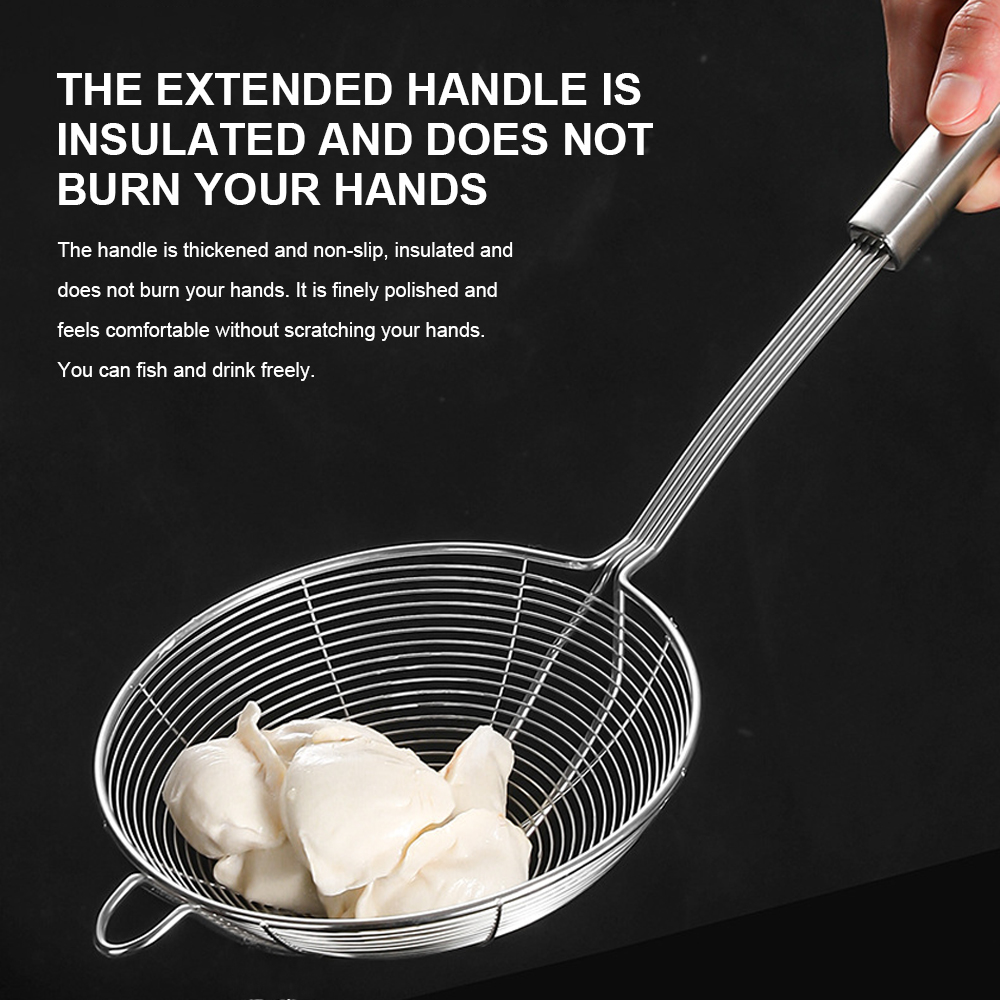 THE EXTENDED HANDLE IS
INSULATED AND DOES NOT
BURN YOUR HANDS
The handle is thickened and non-slip, insulated and
does not burn your hands. It is finely polished and
feels comfortable without scratching your hands.
You can fish and drink freely.